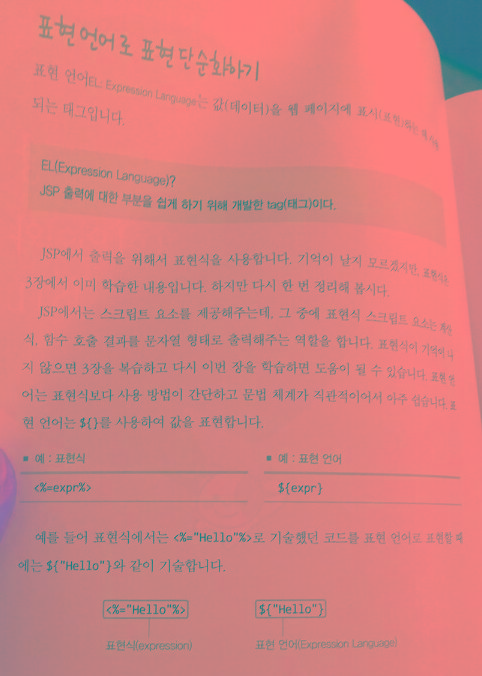 표현 언어로 표현 단순화하기
표현 언어EL: Expression Language는 값(데이터)을 웹 페이지에 표시(표현)하는 데 사용
되는 태그입니다.
EL(Expression Language)?
JSP 출력에 대한 부분을 쉽게 하기 위해 개발한 tag(태그)이다.
JSP에서 출력을 위해서 표현식을 사용합니다. 기억이 날지 모르겠지만, 표현식은
3장에서 이미 학습한 내용입니다. 하지만 다시 한 번 정리해 봅시다.
JSP에서는 스크립트 요소를 제공해주는데, 그 중에 표현식 스크립트 요소는 계산
식, 함수 호출 결과를 문자열 형태로 출력해주는 역할을 합니다. 표현식이 기억이 나
지 않으면 3장을 복습하고 다시 이번 장을 학습하면 도움이 될 수 있습니다. 표현 언
어는 표현식보다 사용 방법이 간단하고 문법 체계가 직관적이어서 아주 쉽습니다. 표
현 언어는 ${}를 사용하여 값을 표현합니다.
■ 예 : 표현식
■ 예 : 표현 언어
<%=expr%>
${expr}
예를 들어 표현식에서는 <%="Hello"%>로 기술했던 코드를 표현 언어로 표현할 때
에는 ${"Hello"}와 같이 기술합니다.
<%="Hello"%>
${"Hello"}
표현식(expression)
표현 언어(Expression Language)